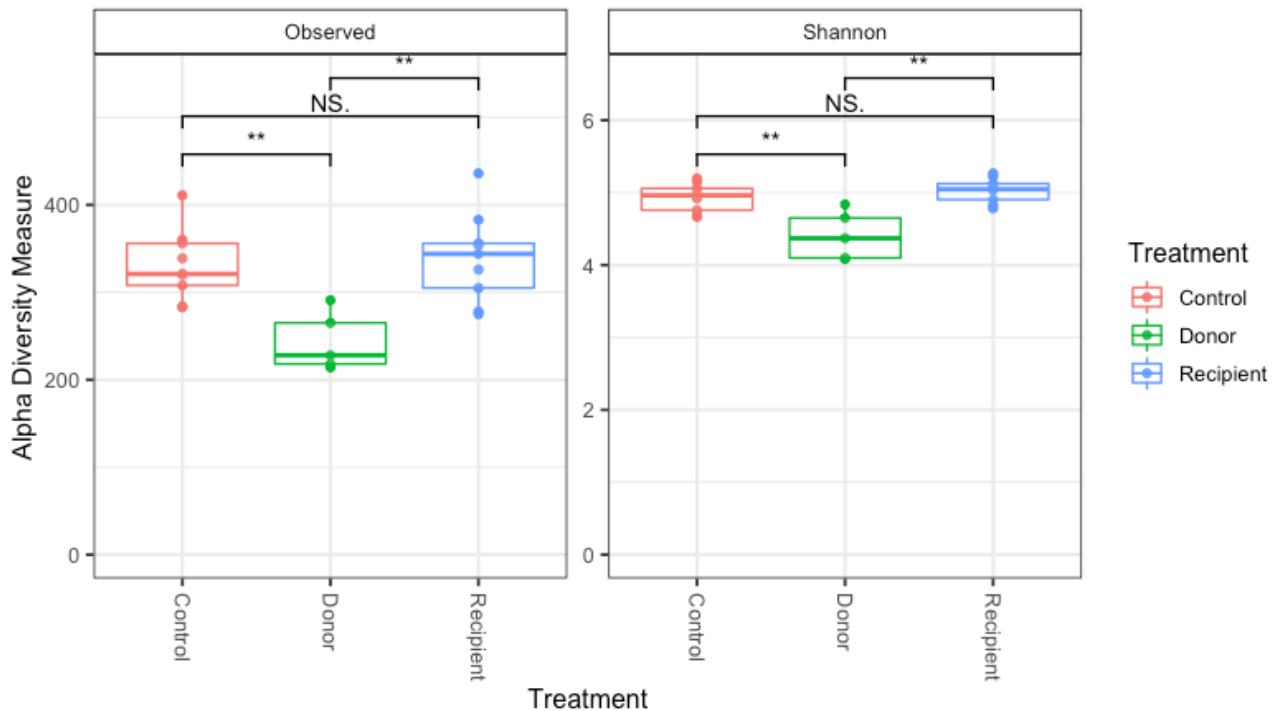 Observed
Shannon
**
NS.
**
**
NS.
**
Alpha Diversity Measure
400
200
0
6
4
2
0
Control
Donor
Recipient
Control
Donor
Recipient
Treatment
Treatment
Control
Donor
Recipient